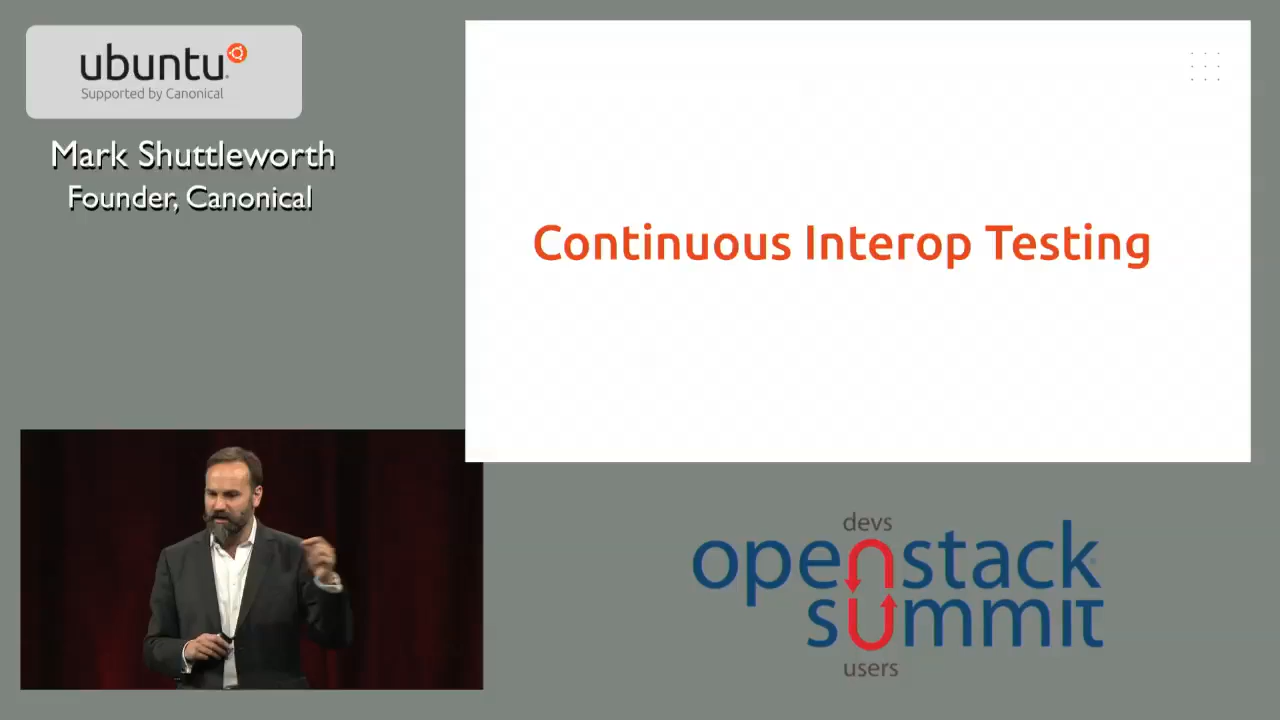 ubuntu
Supported by Canonical
Mark Shuttleworth
Founder, Canonical
Continuous Interop Testing
devs
openstack
summit
users